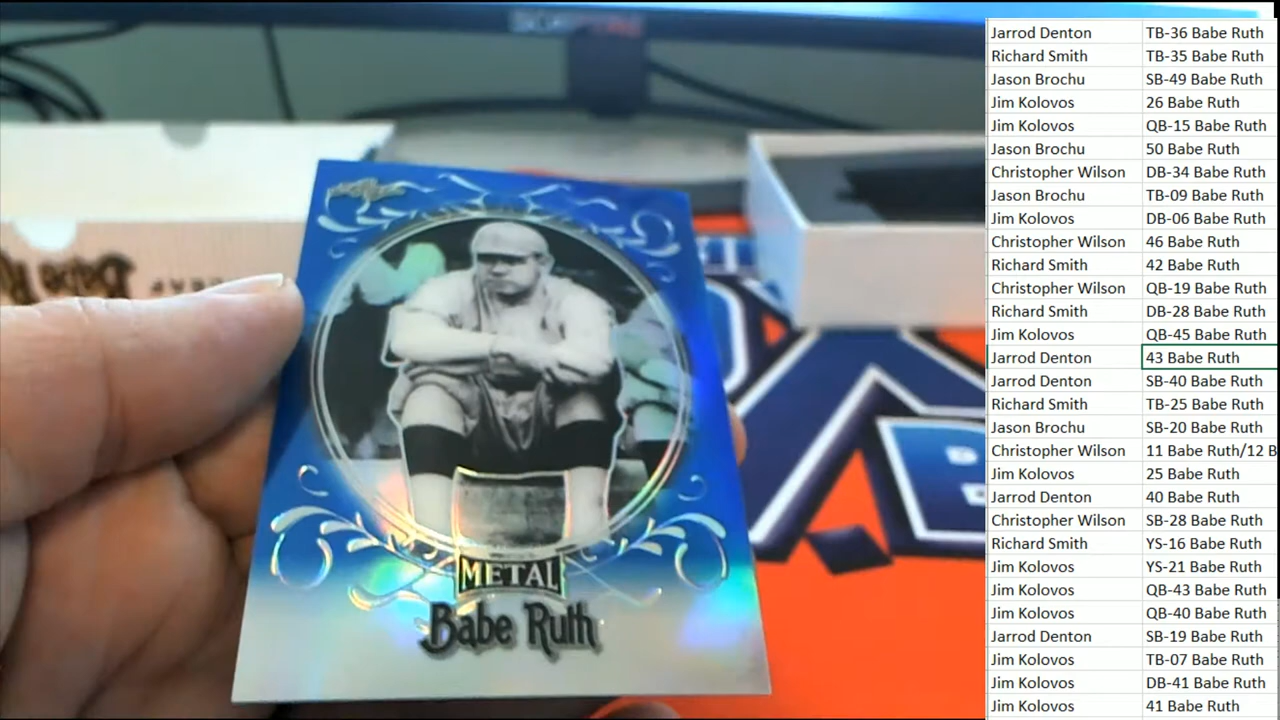 METAL
Babe Ruth
Jarrod Denton TB-36 Babe Ruth
Richard Smith TB-35 Babe Ruth
Jason Brochu SB-49 Babe Ruth
Jim Kolovos 26 Babe Ruth
Jim Kolovos QB-15 Babe Ruth
Jason Brochu 50 Babe Ruth
Christopher Wilson DB-34 Babe Ruth
Jason Brochu TB-09 Babe Ruth
Jim Kolovos DB-06 Babe Ruth
Christopher Wilson 46 Babe Ruth
Richard Smith 42 Babe Ruth
Christopher Wilson QB-19 Babe Ruth
Richard Smith DB-28 Babe Ruth
Jim Kolovos QB-45 Babe Ruth
Jarrod Denton 43 Babe Ruth
Jarrod Denton SB-40 Babe Ruth
Richard Smith TB-25 Babe Ruth
Jason Brochu SB-20 Babe Ruth
Christopher Wilson 11 Babe Ruth/12 B
Jim Kolovos 25 Babe Ruth
Jarrod Denton 40 Babe Ruth
Christopher Wilson SB-28 Babe Ruth
Richard Smith YS-16 Babe Ruth
Jim Kolovos YS-21 Babe Ruth
Jim Kolovos QB-43 Babe Ruth
Jim Kolovos QB-40 Babe Ruth
Jarrod Denton SB-19 Babe Ruth
Jim Kolovos TB-07 Babe Ruth
Jim Kolovos DB-41 Babe Ruth
Jim Kolovos 41 Babe Ruth